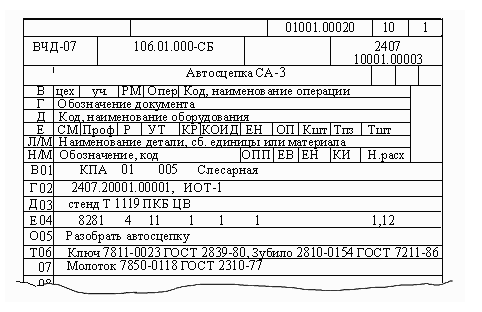 01001.00020 10 1
ВЧД-07 106.01.000-СБ 2407
10001.00003
Автосцепка СА-3
В цех уч РМ Опер Код, наименование операции
Г Обозначение документа
Д Код, наименование оборудования
Е СМ Проф Р УТ КР КОИД ЕН ОП Кшт Тпз Тшт
Л/М Наименование детали, сб. единицы или материала
Н/М Обозначение, код ОПП ЕВ ЕН КИ Н.расх
В01 КПА 01 005 Слесарная
Г02 2407.20001.00001, ИОТ-1
Д03 стенд Т 1119 ПКБ ЦВ
Е04 8281 4 11 1 1 1 1,12
О05 Разобрать автосцепку
Т06 Ключ 7811-0023 ГОСТ 2839-80, Зубило 2810-0154 ГОСТ 7211-86
07 Молоток 7850-0118 ГОСТ 2310-77
08